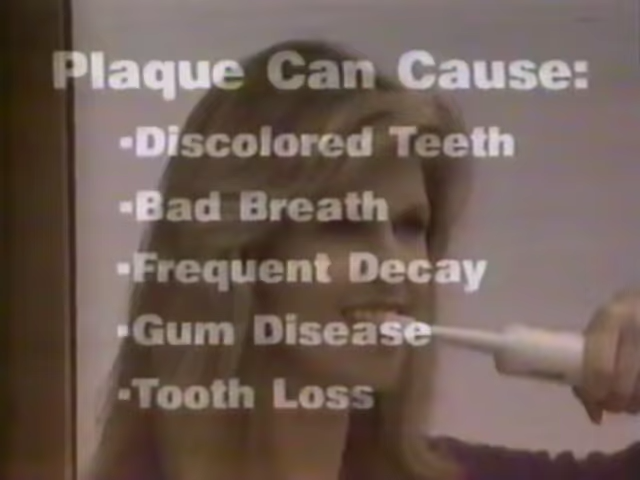 Plaque Can Cause:
·Discolored Teeth
·Bad Breath
·Frequent Decay
·Gum Disease
·Tooth Loss